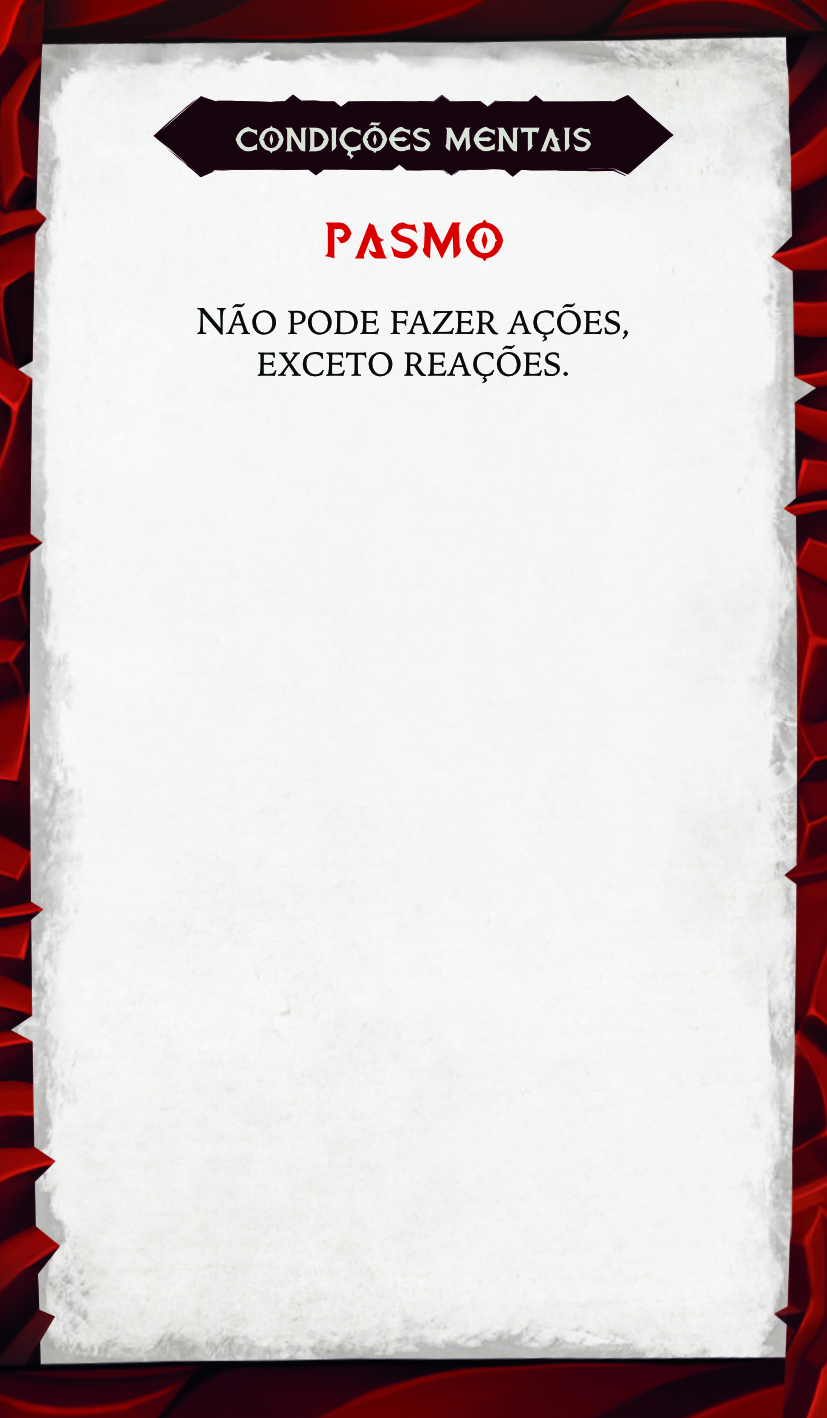 CONDIÇÕES MENTAIS
PASMO
NÃO PODE FAZER AÇÕES,
EXCETO REAÇÕES.